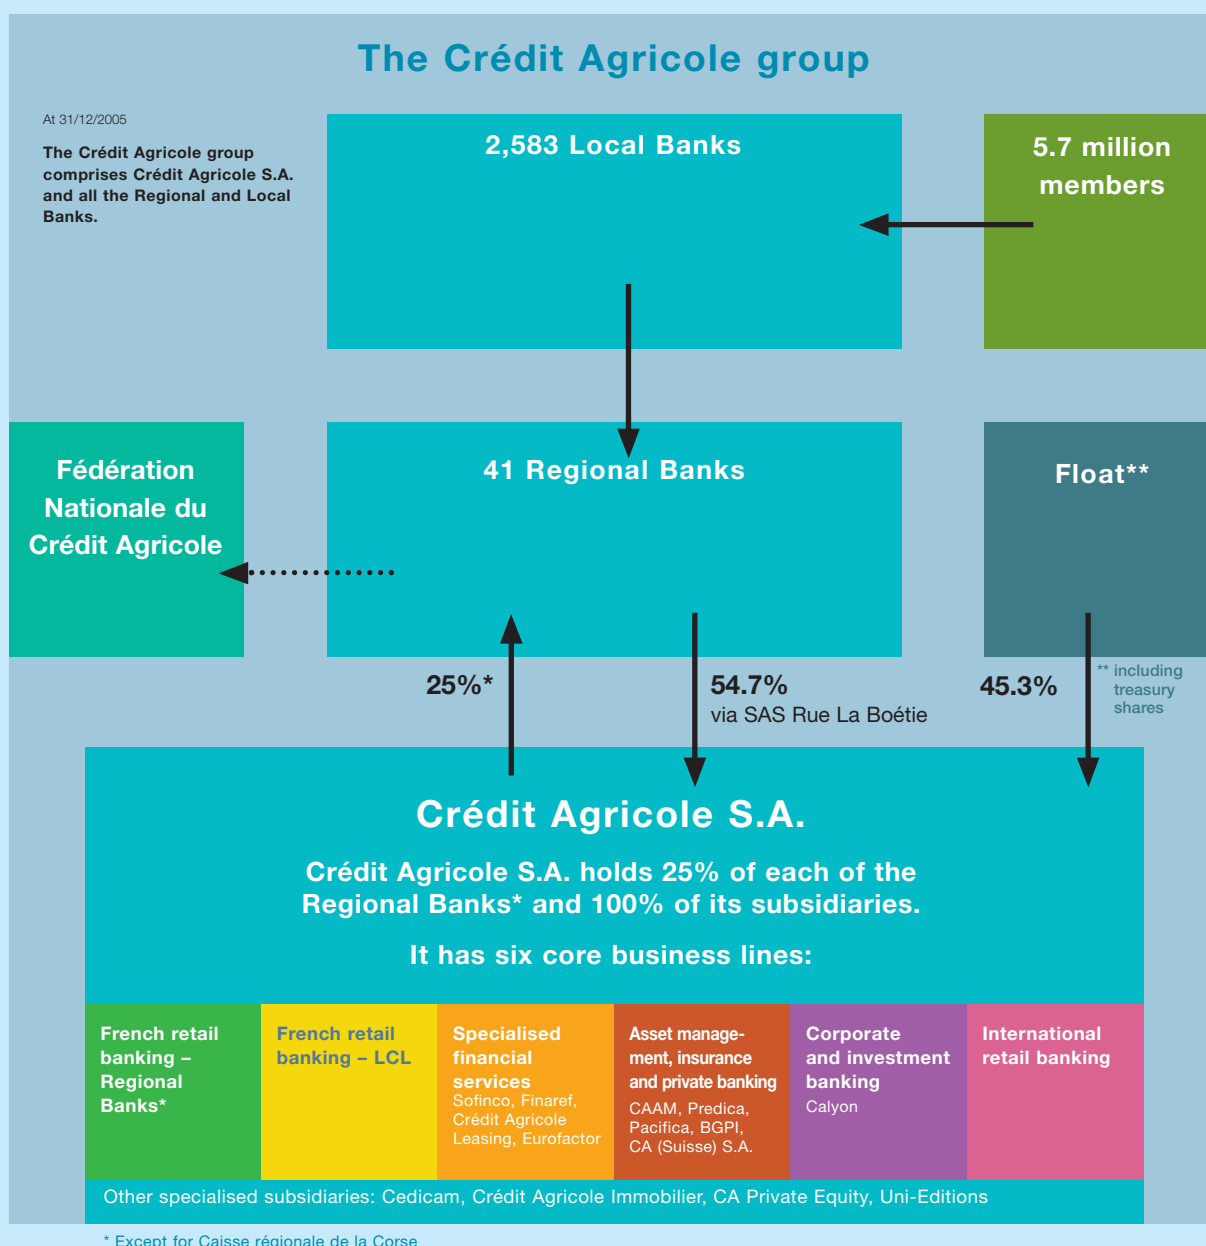 The Crédit Agricole group
At 31/12/2005
The Crédit Agricole group
comprises Crédit Agricole S.A.
and all the Regional and Local
Banks.
2,583 Local Banks
5.7 million
members
Fédération
Nationale du
Crédit Agricole
41 Regional Banks
Float**
25%*
54.7%
via SAS Rue La Boétie
45.3%
** including
treasury
shares
Crédit Agricole S.A.
Crédit Agricole S.A. holds 25% of each of the
Regional Banks* and 100% of its subsidiaries.
It has six core business lines:
French retail
banking –
Regional
Banks*
French retail
banking – LCL
Specialised
financial
services
Sofinco, Finaref,
Crédit Agricole
Leasing, Eurofactor
Asset manage-
ment, insurance
and private banking
CAAM, Predica,
Pacifica, BGPI,
CA (Suisse) S.A.
Corporate
and investment
banking
Calyon
International
retail banking
Other specialised subsidiaries: Cedicam, Crédit Agricole Immobilier, CA Private Equity, Uni-Editions
* Except for Caisse régionale de la Corse